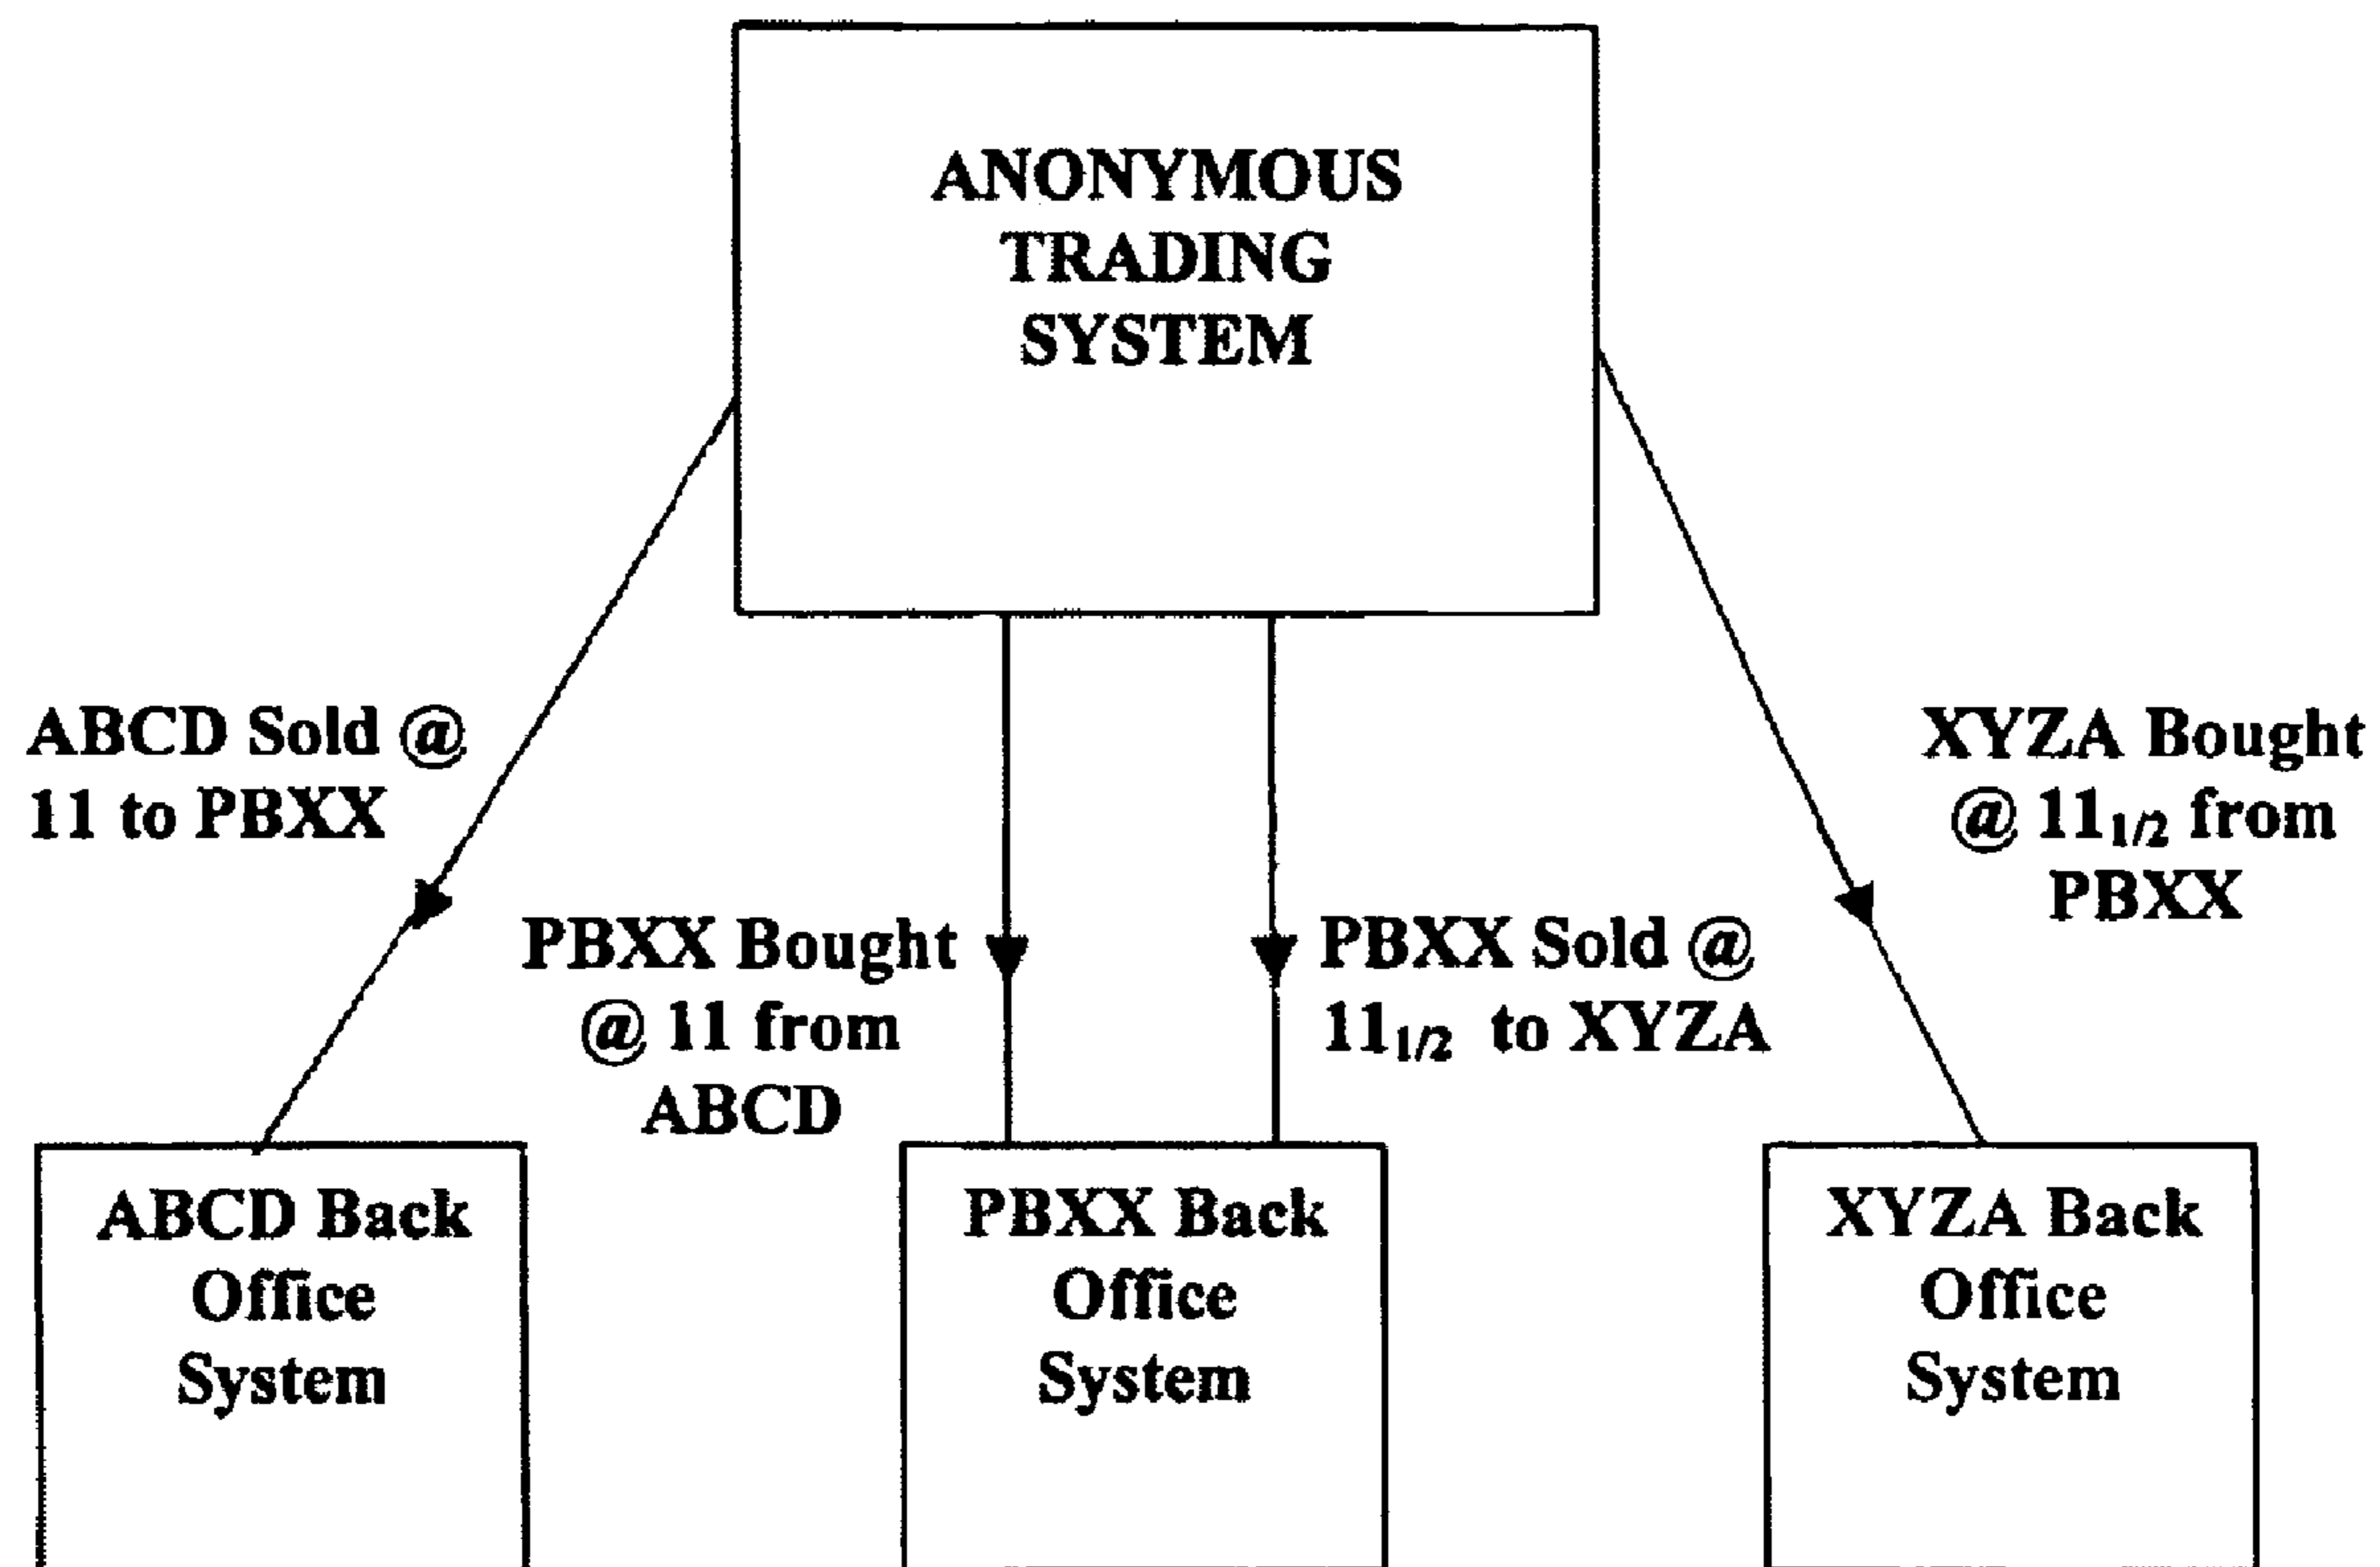 ANONYMOUS
TRADING
SYSTEM
ABCD Sold @
11 to PBXX
PBXX Bought
@ 11 from
ABCD
PBXX Sold @
11 1/2 to XYZA
XYZA Bought
@ 11 1/2 from
PBXX
ABCD Back
Office
System
PBXX Back
Office
System
XYZA Back
Office
System